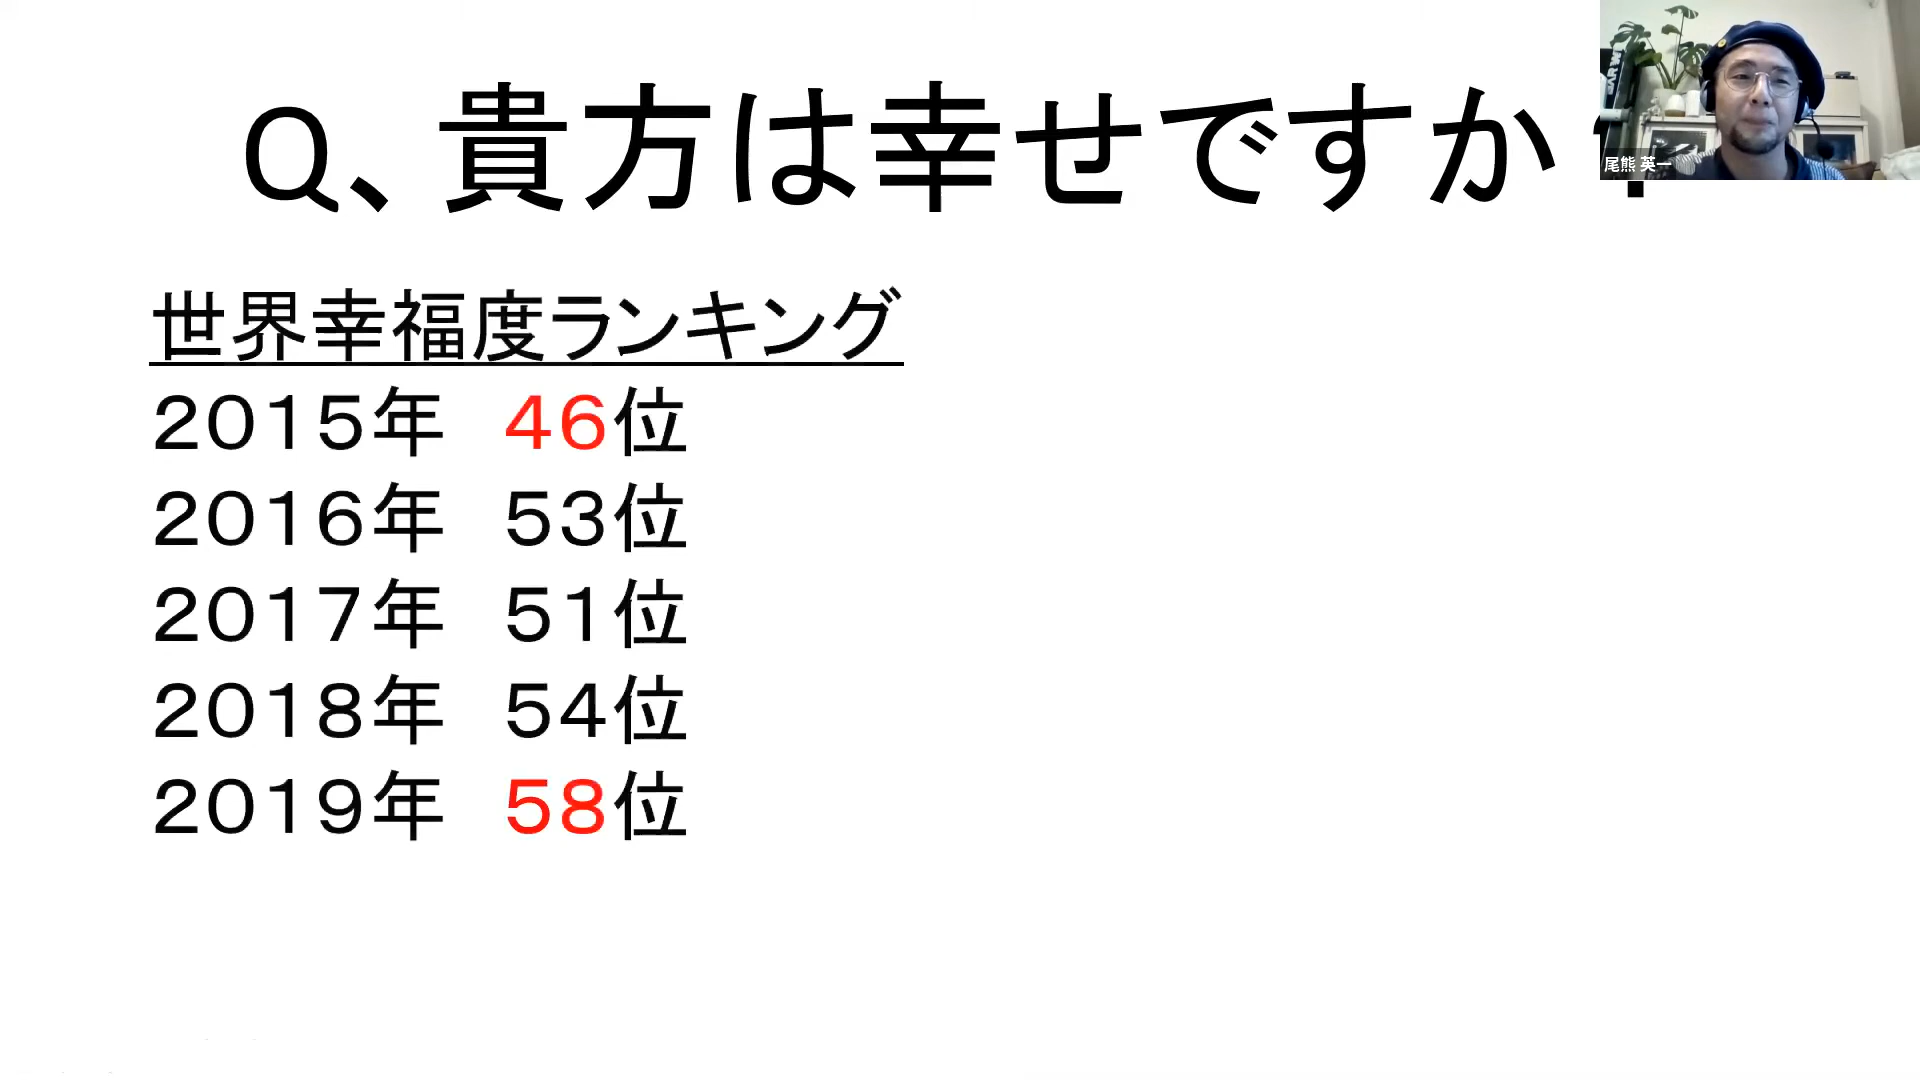 Q、貴方は幸せですか？
尾熊 英一
世界幸福度ランキング
２０１５年　４６位
２０１６年　５３位
２０１７年　５１位
２０１８年　５４位
２０１９年　５８位